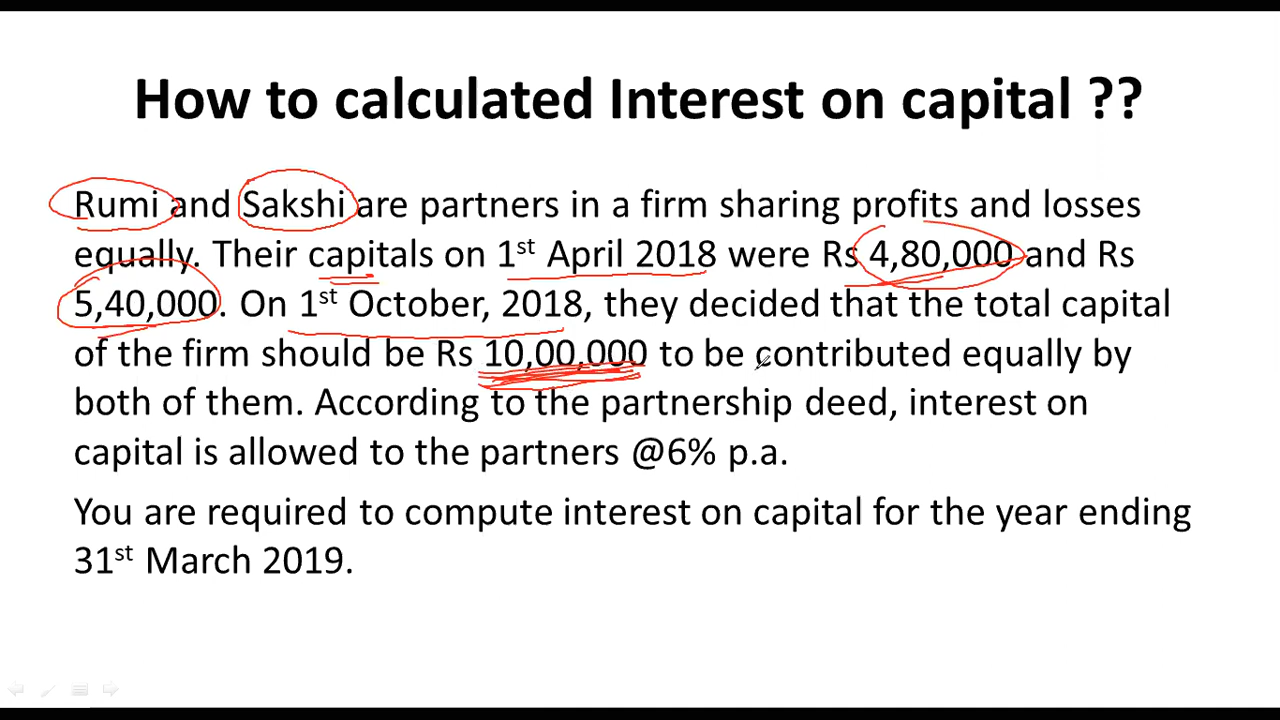 How to calculated Interest on capital ??
Rumi and Sakshi are partners in a firm sharing profits and losses
equally. Their capitals on 1st April 2018 were Rs 4,80,000 and Rs
5,40,000. On 1st October, 2018, they decided that the total capital
of the firm should be Rs 10,00,000 to be contributed equally by
both of them. According to the partnership deed, interest on
capital is allowed to the partners @6% p.a.
You are required to compute interest on capital for the year ending
31st March 2019.